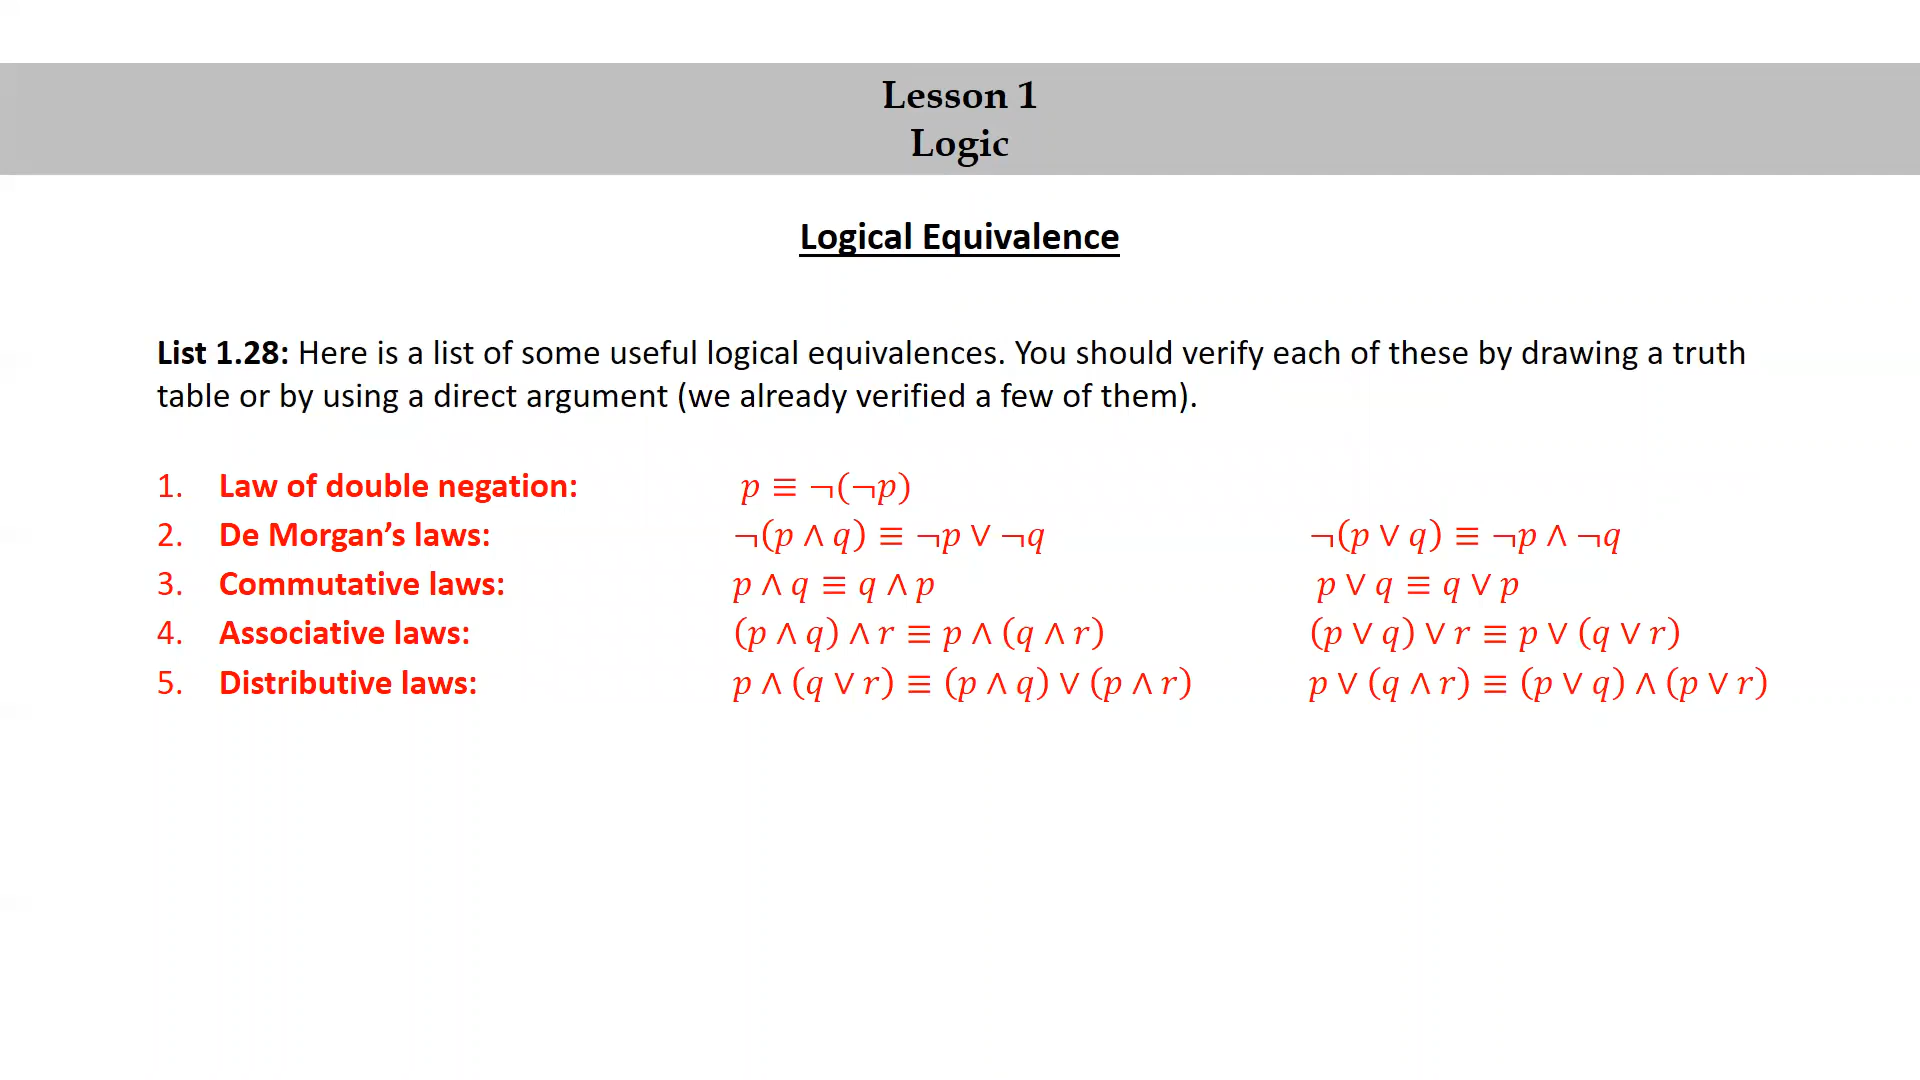 Lesson 1
Logic
Logical Equivalence
List 1.28: Here is a list of some useful logical equivalences. You should verify each of these by drawing a truth
table or by using a direct argument (we already verified a few of them).
1. Law of double negation: 𝑝 ≡ ¬(¬𝑝)
2. De Morgan’s laws: ¬(𝑝 ∧ 𝑞) ≡ ¬𝑝 ∨ ¬𝑞 ¬(𝑝 ∨ 𝑞) ≡ ¬𝑝 ∧ ¬𝑞
3. Commutative laws: 𝑝 ∧ 𝑞 ≡ 𝑞 ∧ 𝑝 𝑝 ∨ 𝑞 ≡ 𝑞 ∨ 𝑝
4. Associative laws: (𝑝 ∧ 𝑞) ∧ 𝑟 ≡ 𝑝 ∧ (𝑞 ∧ 𝑟) (𝑝 ∨ 𝑞) ∨ 𝑟 ≡ 𝑝 ∨ (𝑞 ∨ 𝑟)
5. Distributive laws: 𝑝 ∧ (𝑞 ∨ 𝑟) ≡ (𝑝 ∧ 𝑞) ∨ (𝑝 ∧ 𝑟) 𝑝 ∨ (𝑞 ∧ 𝑟) ≡ (𝑝 ∨ 𝑞) ∧ (𝑝 ∨ 𝑟)